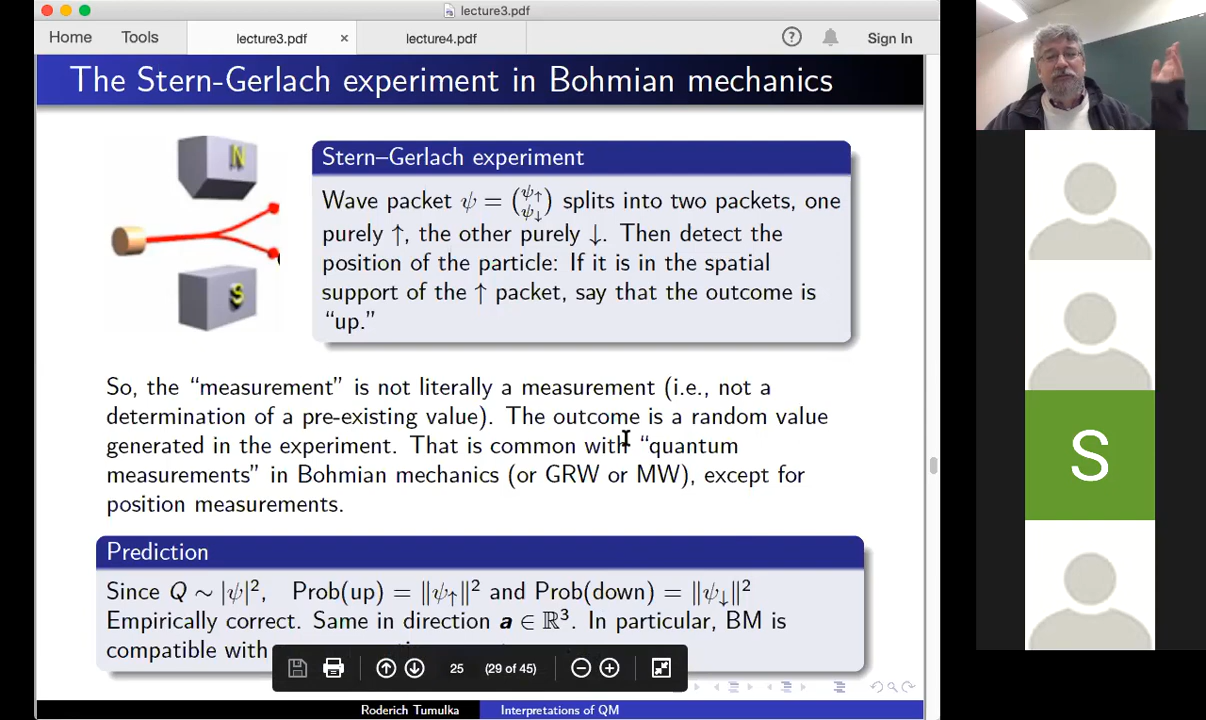 lecture3.pdf
Home Tools lecture3.pdf × lecture4.pdf ? Sign In
The Stern-Gerlach experiment in Bohmian mechanics
N
S
Stern–Gerlach experiment
Wave packet ψ = (ψ↑ ψ↓) splits into two packets, one
purely ↑, the other purely ↓. Then detect the
position of the particle: If it is in the spatial
support of the ↑ packet, say that the outcome is
“up.”
So, the “measurement” is not literally a measurement (i.e., not a
determination of a pre-existing value). The outcome is a random value
generated in the experiment. That is common with “quantum
measurements” in Bohmian mechanics (or GRW or MW), except for
position measurements.
Prediction
Since Q ∼ |ψ|², Prob(up) = ‖ψ↑‖² and Prob(down) = ‖ψ↓‖²
Empirically correct. Same in direction a ∈ ℝ³. In particular, BM is
compatible with
25 (29 of 45)
Roderich Tumulka Interpretations of QM
S